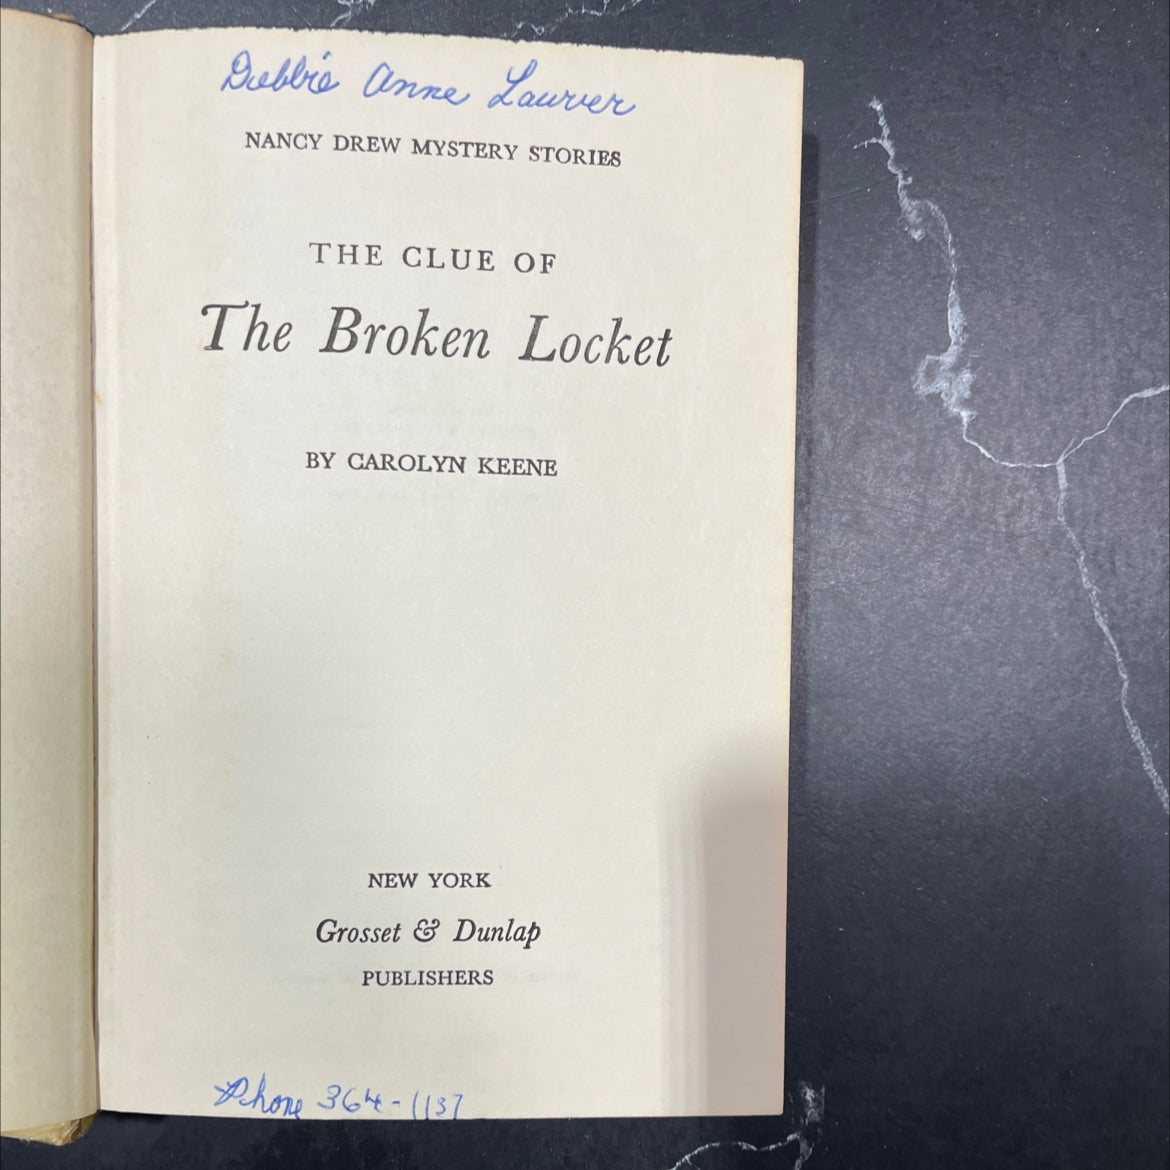 Debbie Anne Laurver
NANCY DREW MYSTERY STORIES
THE CLUE OF
The Broken Locket
BY CAROLYN KEENE
NEW YORK
Grosset & Dunlap
PUBLISHERS
Phone 364-1137